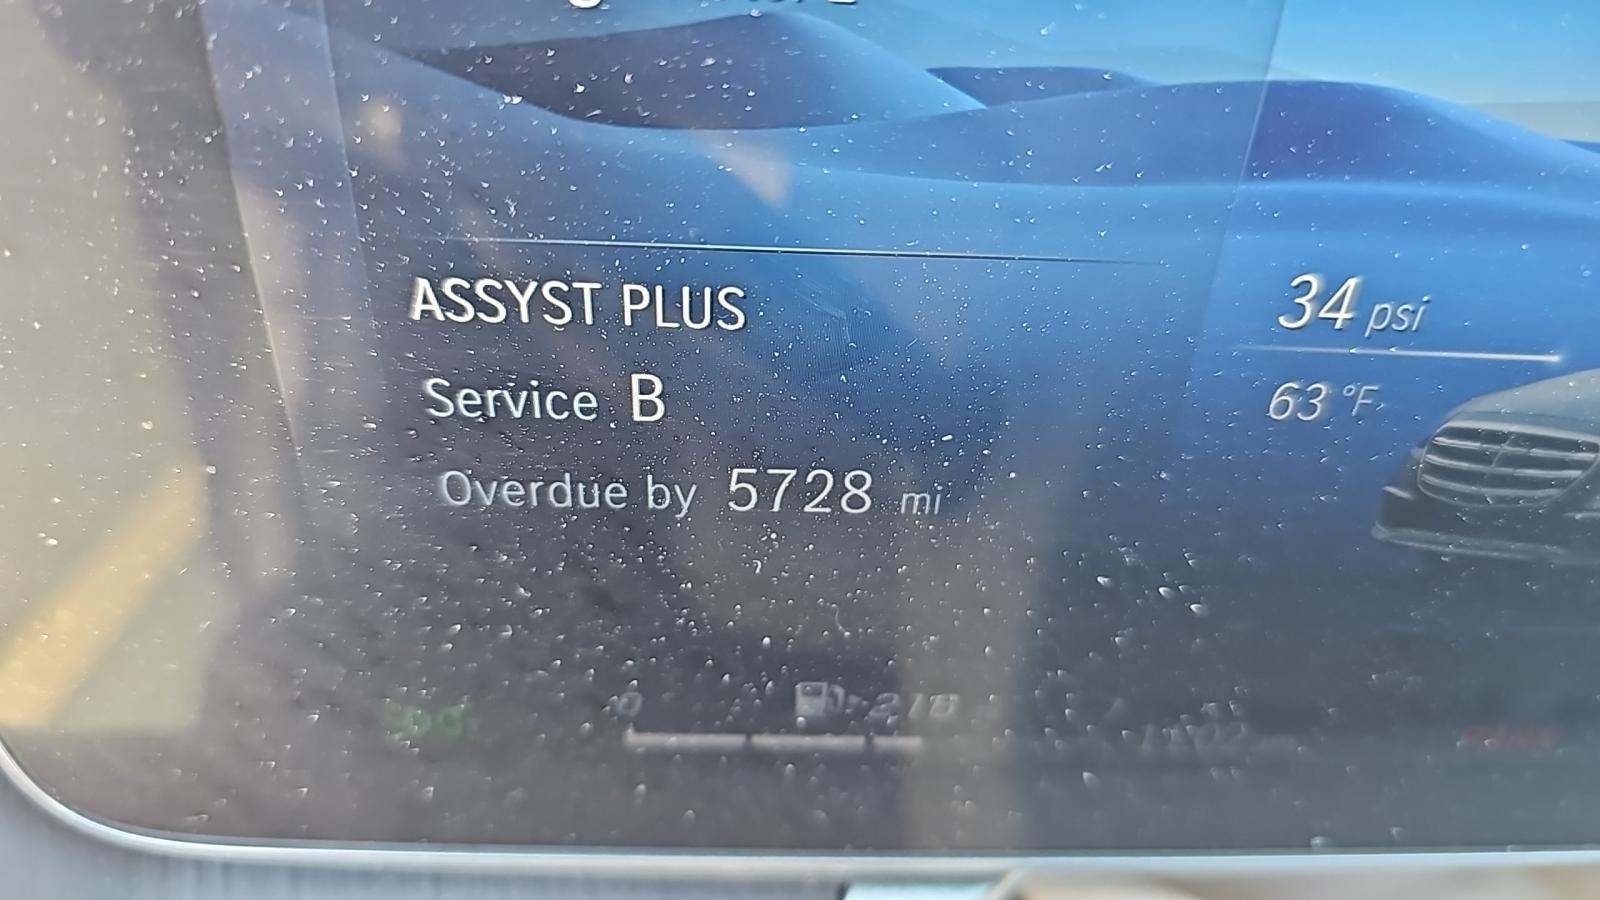 ASSYST PLUS
34 psi
Service B
63 °F
Overdue by 5728 mi